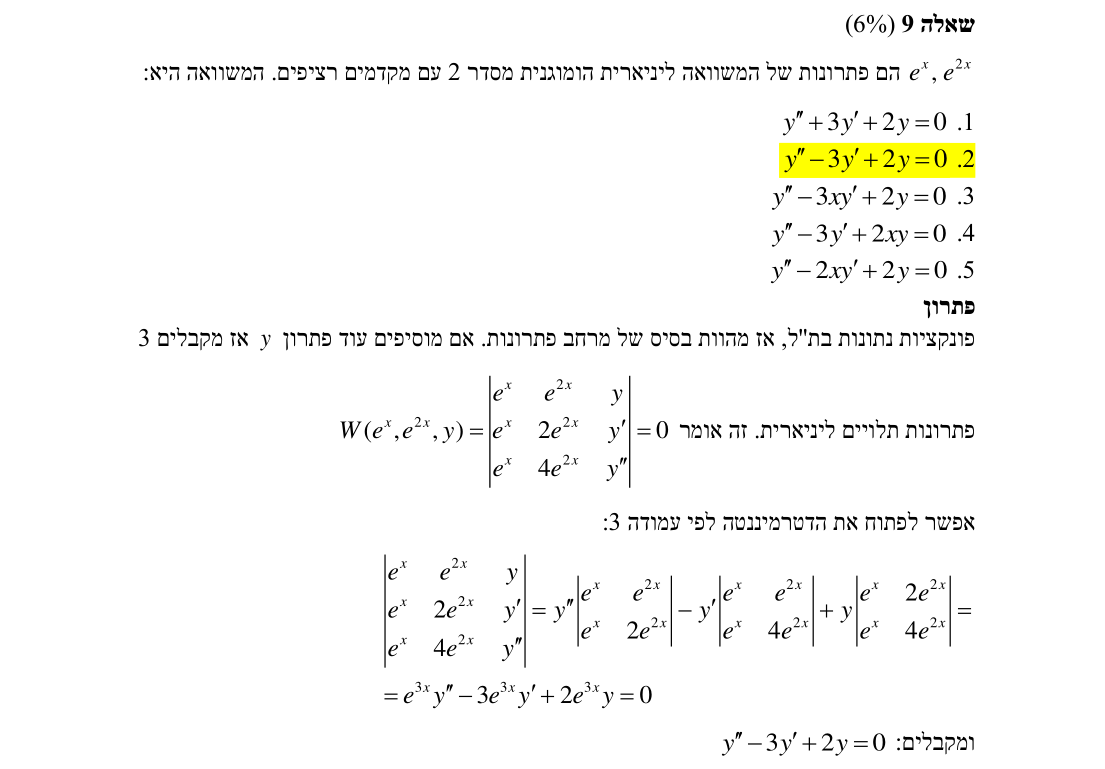 שאלה 9 (6%)
e^x, e^{2x} הם פתרונות של המשוואה ליניארית הומוגנית מסדר 2 עם מקדמים רציפים. המשוואה היא:
1. y″ + 3y′ + 2y = 0
2. y″ − 3y′ + 2y = 0
3. y″ − 3xy′ + 2y = 0
4. y″ − 3y′ + 2xy = 0
5. y″ − 2xy′ + 2y = 0
פתרון
פונקציות נתונות בת"ל, אז מהוות בסיס של מרחב פתרונות. אם מוסיפים עוד פתרון y אז מקבלים 3
פתרונות תלויים ליניארית. זה אומר W(e^x, e^{2x}, y) = |e^x e^{2x} y; e^x 2e^{2x} y′; e^x 4e^{2x} y″| = 0
אפשר לפתוח את הדטרמיננטה לפי עמודה 3:
|e^x e^{2x} y; e^x 2e^{2x} y′; e^x 4e^{2x} y″| = y″|e^x e^{2x}; e^x 2e^{2x}| − y′|e^x e^{2x}; e^x 4e^{2x}| + y|e^x 2e^{2x}; e^x 4e^{2x}| =
= e^{3x}y″ − 3e^{3x}y′ + 2e^{3x}y = 0
ומקבלים: y″ − 3y′ + 2y = 0